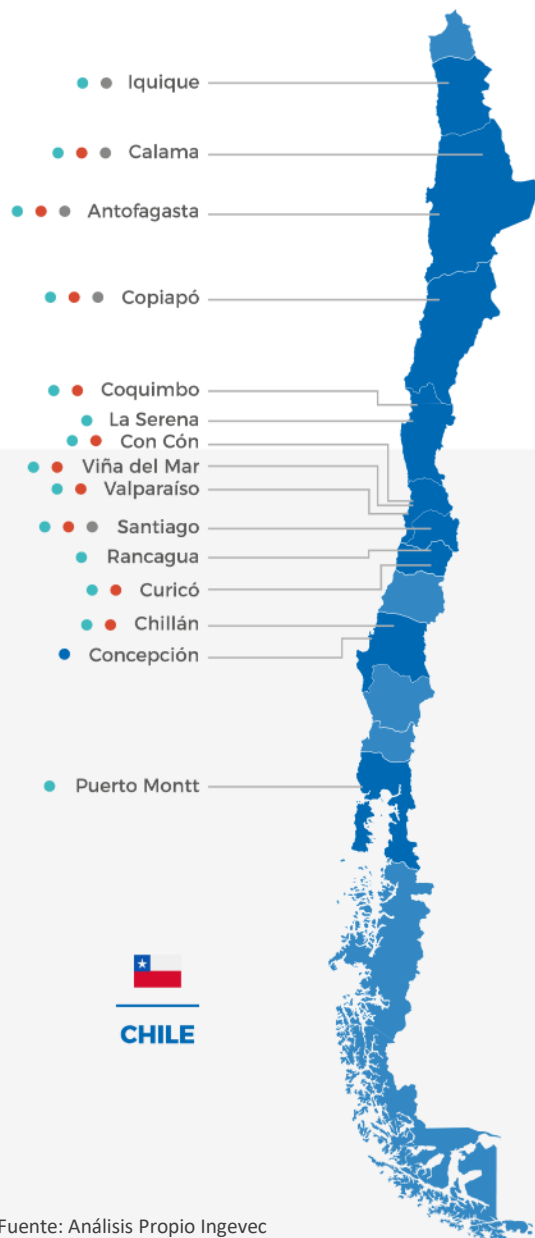 Iquique
Calama
Antofagasta
Copiapó
Coquimbo
La Serena
Con Cón
Viña del Mar
Valparaíso
Santiago
Rancagua
Curicó
Chillán
Concepción
Puerto Montt
CHILE
Fuente: Análisis Propio Ingevec